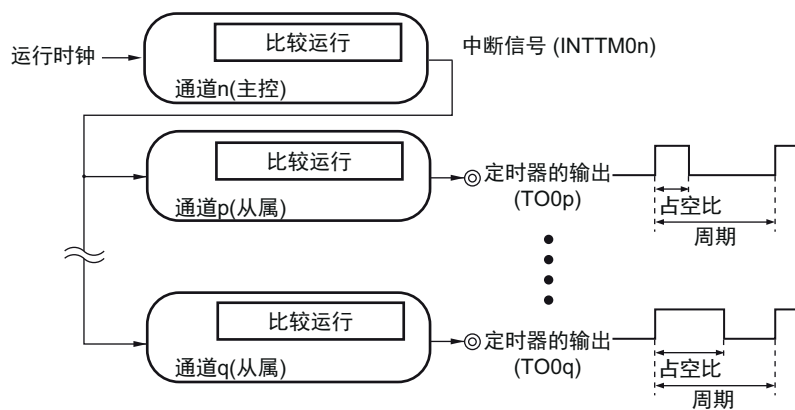 比较运行
运行时钟
中断信号 (INTTM0n)
通道n(主控)
比较运行
定时器的输出
(TO0p)
通道p(从属)
占空比
周期
比较运行
定时器的输出
(TO0q)
通道q(从属)
占空比
周期